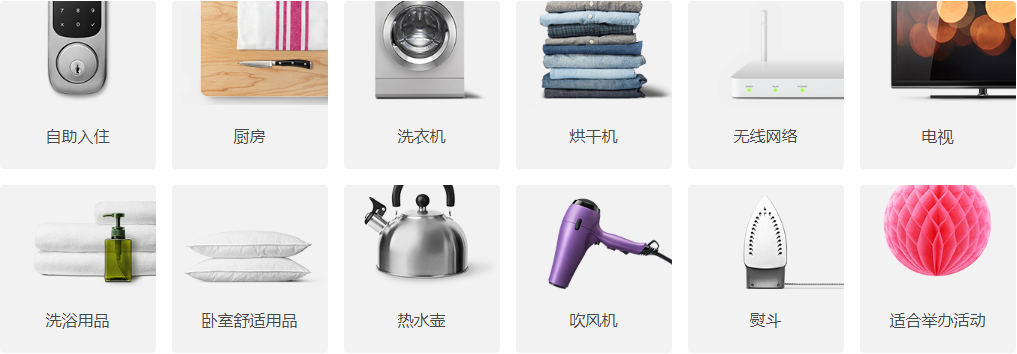 自助入住
厨房
洗衣机
烘干机
无线网络
电视
洗浴用品
卧室舒适用品
热水壶
吹风机
熨斗
适合举办活动